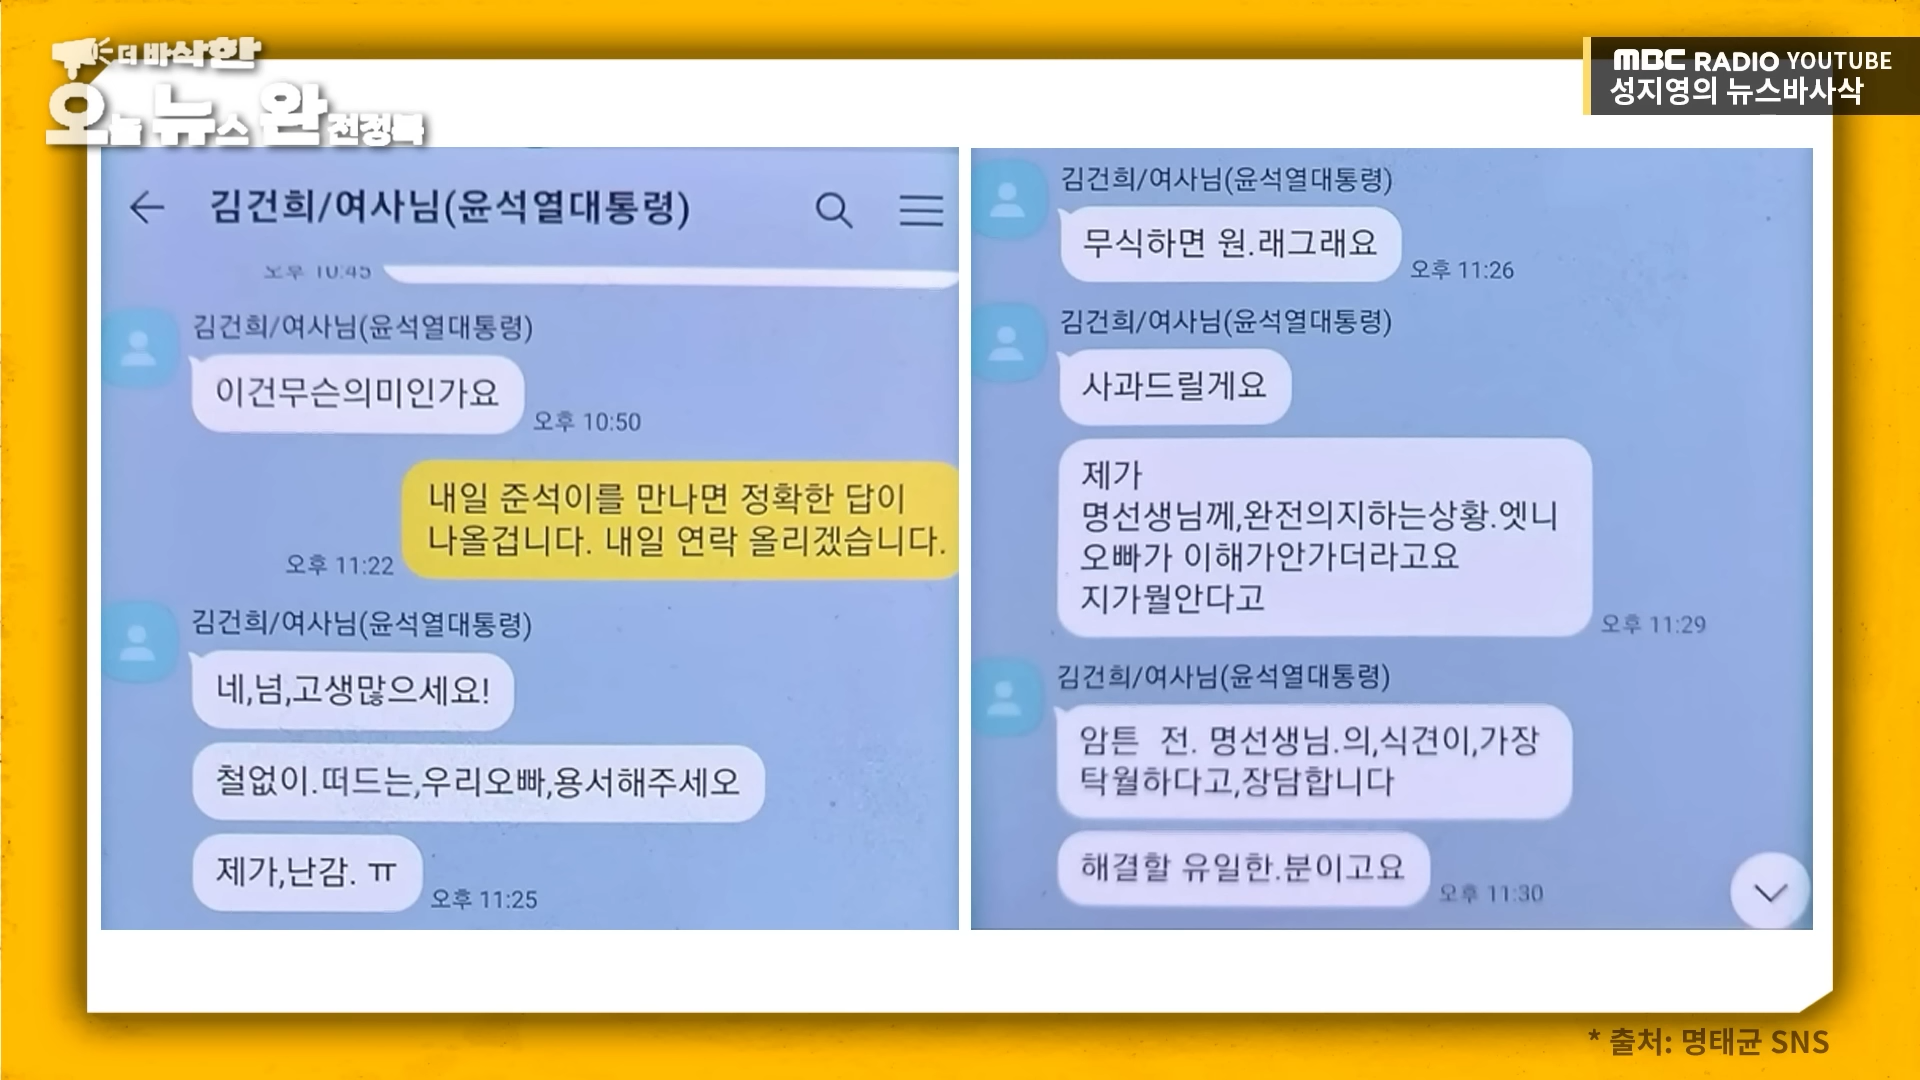 더 바삭한
오늘 뉴스 완전정복
MBC RADIO YOUTUBE
성지영의 뉴스바사삭
김건희/여사님(윤석열대통령)
오후 10:45
김건희/여사님(윤석열대통령)
이건무슨의미인가요
오후 10:50
내일 준석이를 만나면 정확한 답이
나올겁니다. 내일 연락 올리겠습니다.
오후 11:22
김건희/여사님(윤석열대통령)
네,넘,고생많으세요!
철없이.떠드는,우리오빠,용서해주세오
제가,난감. ㅠ
오후 11:25
김건희/여사님(윤석열대통령)
무식하면 원.래그래요
오후 11:26
김건희/여사님(윤석열대통령)
사과드릴게요
제가
명선생님께,완전의지하는상황.엣니
오빠가 이해가안가더라고요
지가뭘안다고
오후 11:29
김건희/여사님(윤석열대통령)
암튼 전. 명선생님.의,식견이,가장
탁월하다고,장담합니다
해결할 유일한.분이고요
오후 11:30
* 출처: 명태균 SNS